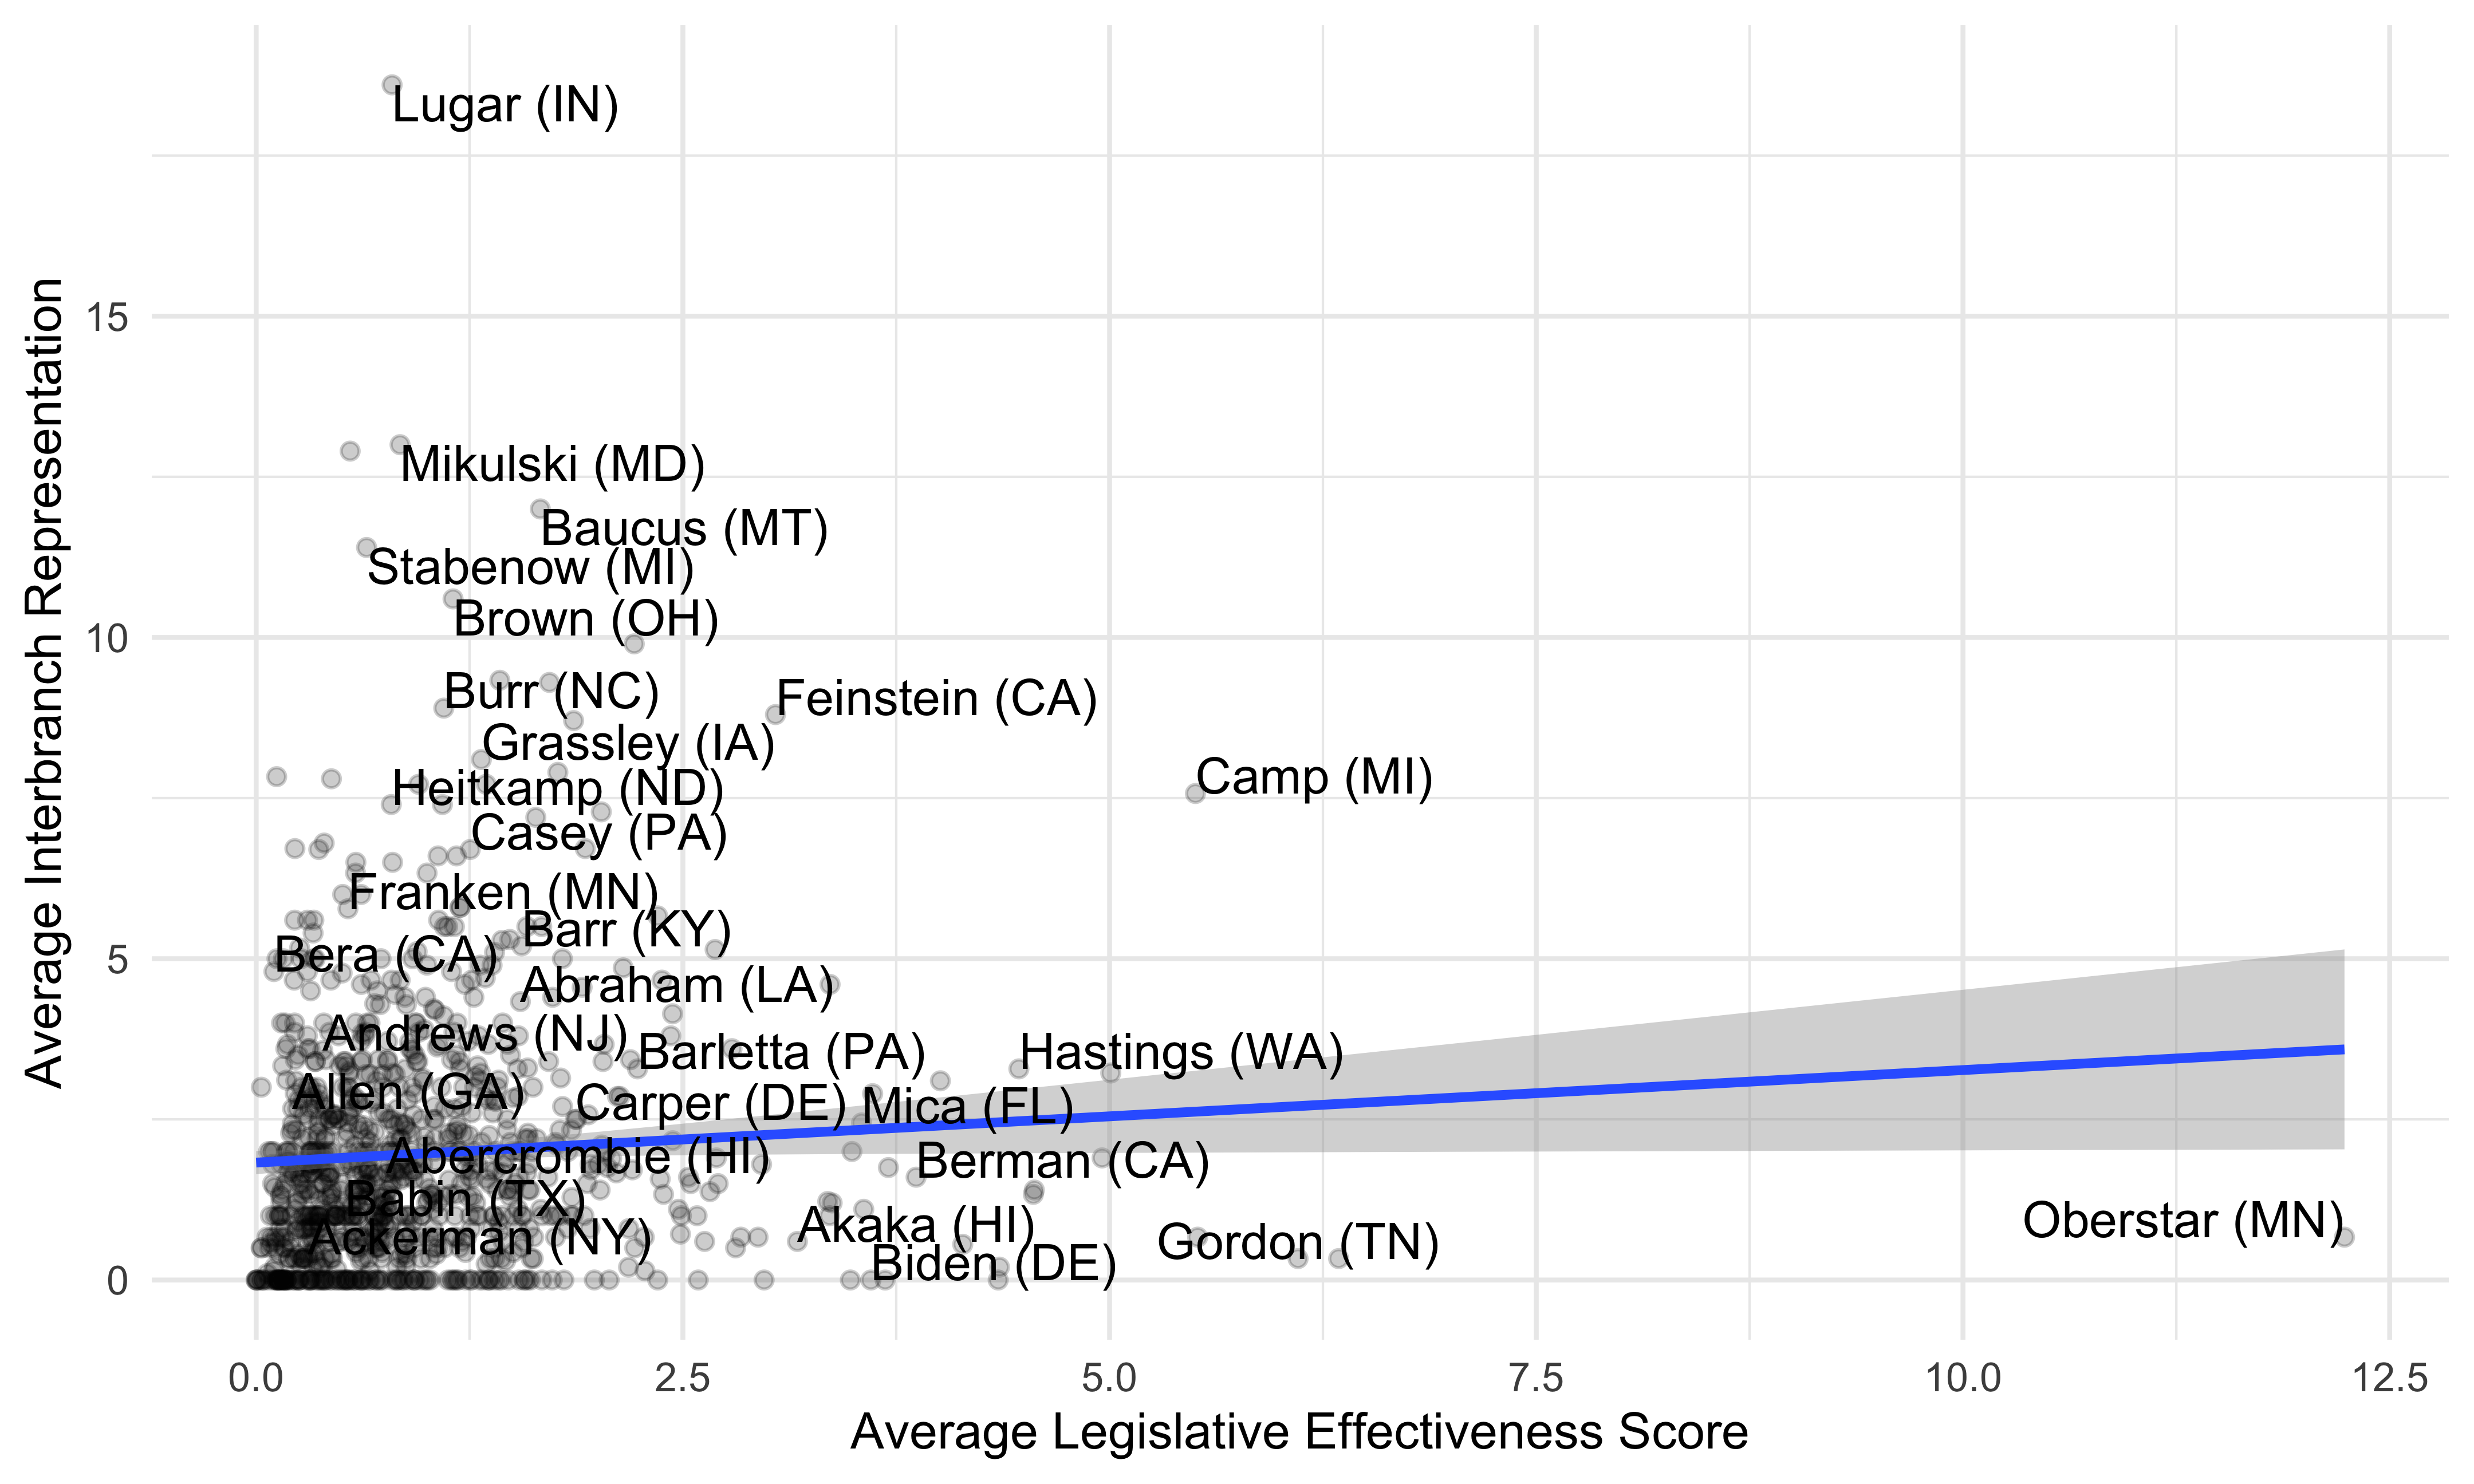 Average Interbranch Representation
15
10
5
0
Lugar (IN)
Mikulski (MD)
Baucus (MT)
Stabenow (MI)
Brown (OH)
Burr (NC)
Feinstein (CA)
Grassley (IA)
Camp (MI)
Heitkamp (ND)
Casey (PA)
Franken (MN)
Barr (KY)
Bera (CA)
Abraham (LA)
Andrews (NJ)
Barletta (PA)
Hastings (WA)
Allen (GA)
Carper (DE)
Mica (FL)
Abercrombie (HI)
Berman (CA)
Babin (TX)
Akaka (HI)
Oberstar (MN)
Ackerman (NY)
Gordon (TN)
Biden (DE)
0.0
2.5
5.0
7.5
10.0
12.5
Average Legislative Effectiveness Score